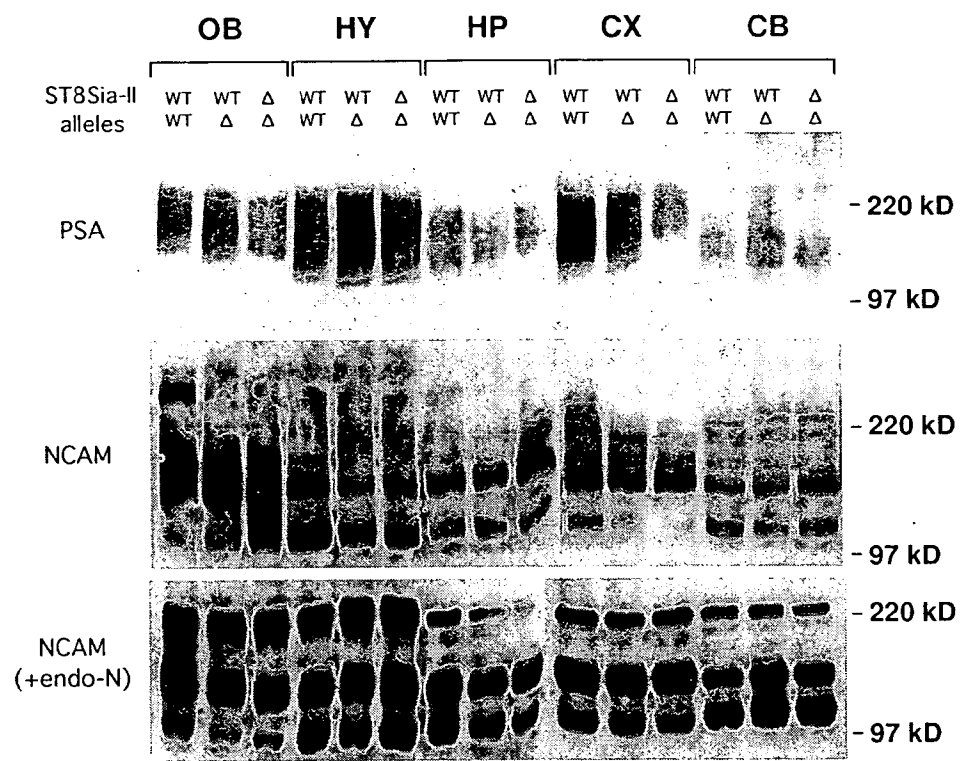 OB HY HP CX CB
ST8Sia-II WT WT Δ WT WT Δ WT WT Δ WT WT Δ WT WT Δ
alleles WT Δ Δ WT Δ Δ WT Δ Δ WT Δ Δ WT Δ Δ
- 220 kD
PSA
- 97 kD
- 220 kD
NCAM
- 97 kD
- 220 kD
NCAM
(+endo-N)
- 97 kD